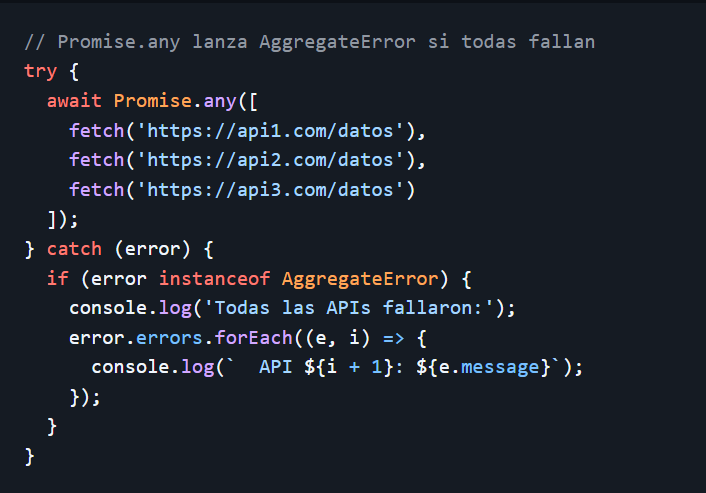 // Promise.any lanza AggregateError si todas fallan
try {
  await Promise.any([
    fetch('https://api1.com/datos'),
    fetch('https://api2.com/datos'),
    fetch('https://api3.com/datos')
  ]);
} catch (error) {
  if (error instanceof AggregateError) {
    console.log('Todas las APIs fallaron:');
    error.errors.forEach((e, i) => {
      console.log(`  API ${i + 1}: ${e.message}`);
    });
  }
}